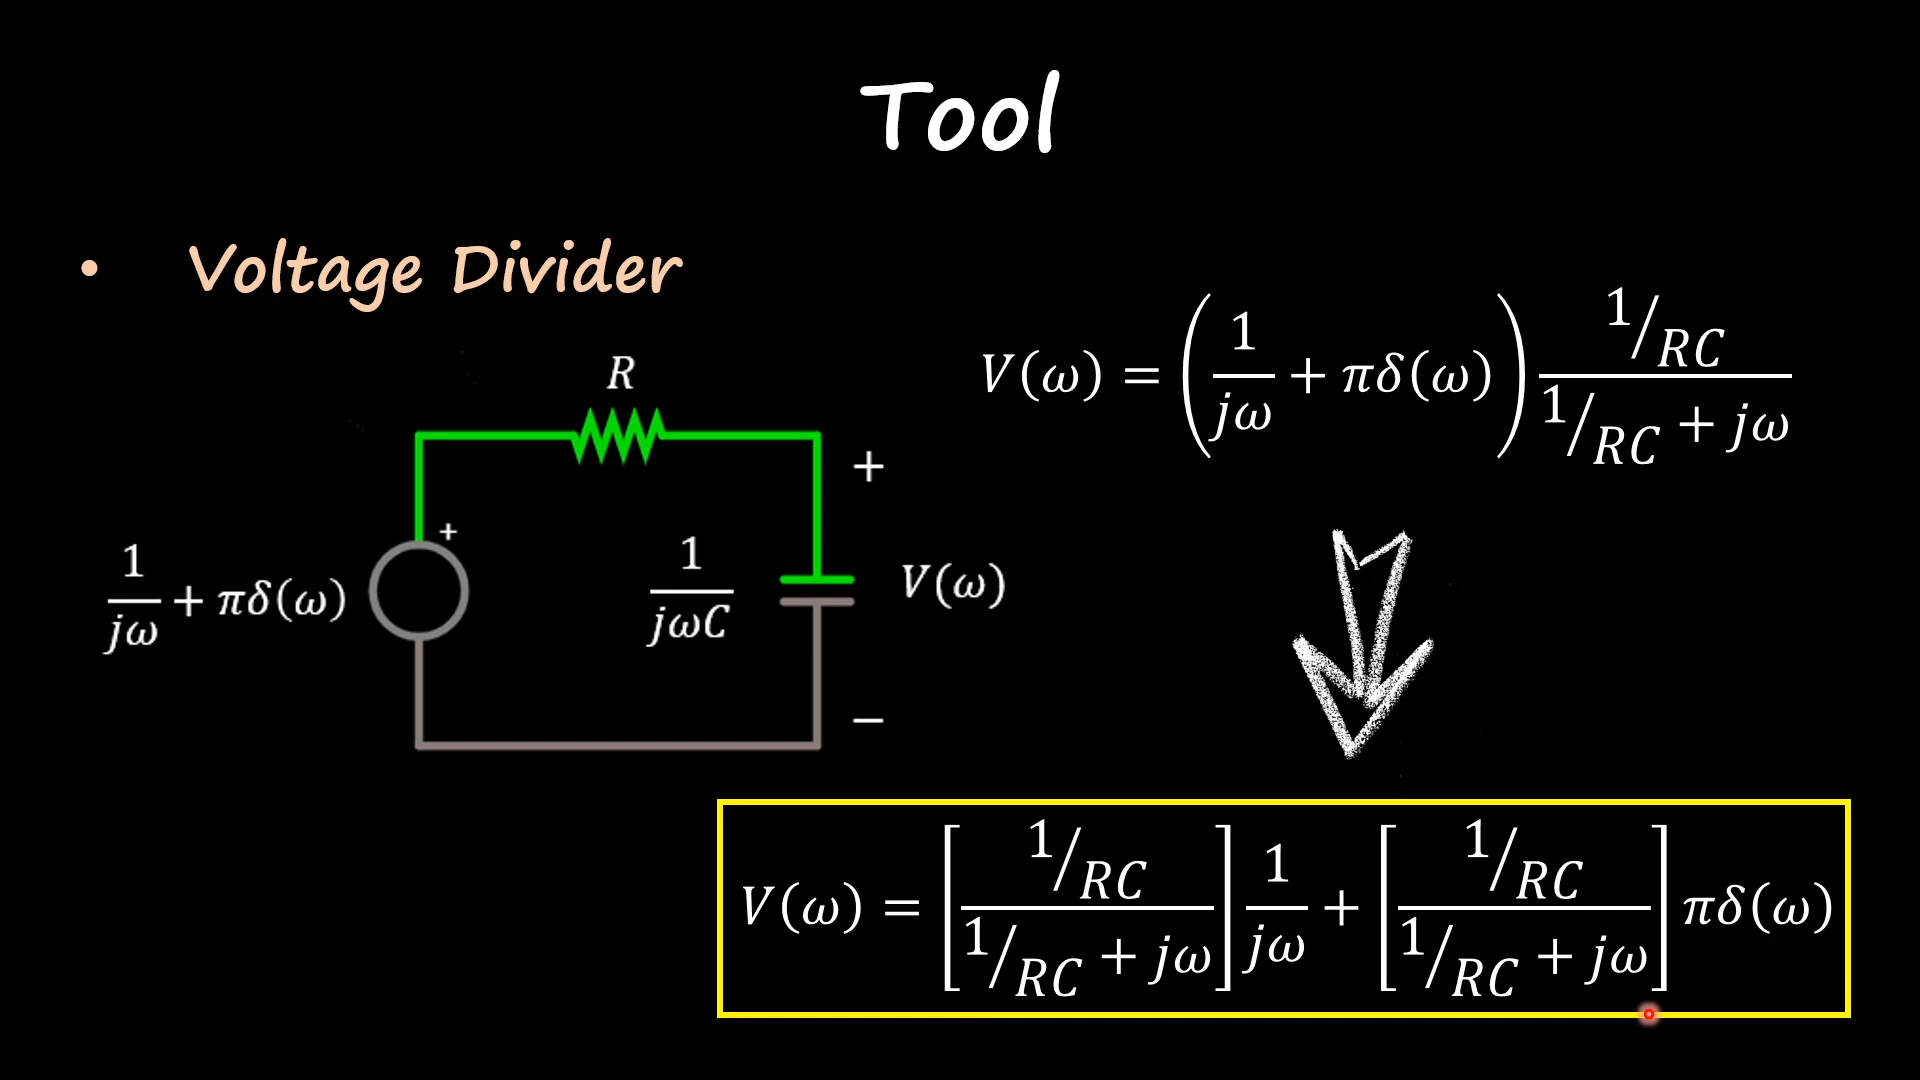 Tool
• Voltage Divider
V(ω) = (1/jω + πδ(ω)) (1/RC)/(1/RC + jω)
R
+
+
1/jω + πδ(ω)
1/jωC
V(ω)
−
V(ω) = [(1/RC)/(1/RC + jω)] 1/jω + [(1/RC)/(1/RC + jω)] πδ(ω)